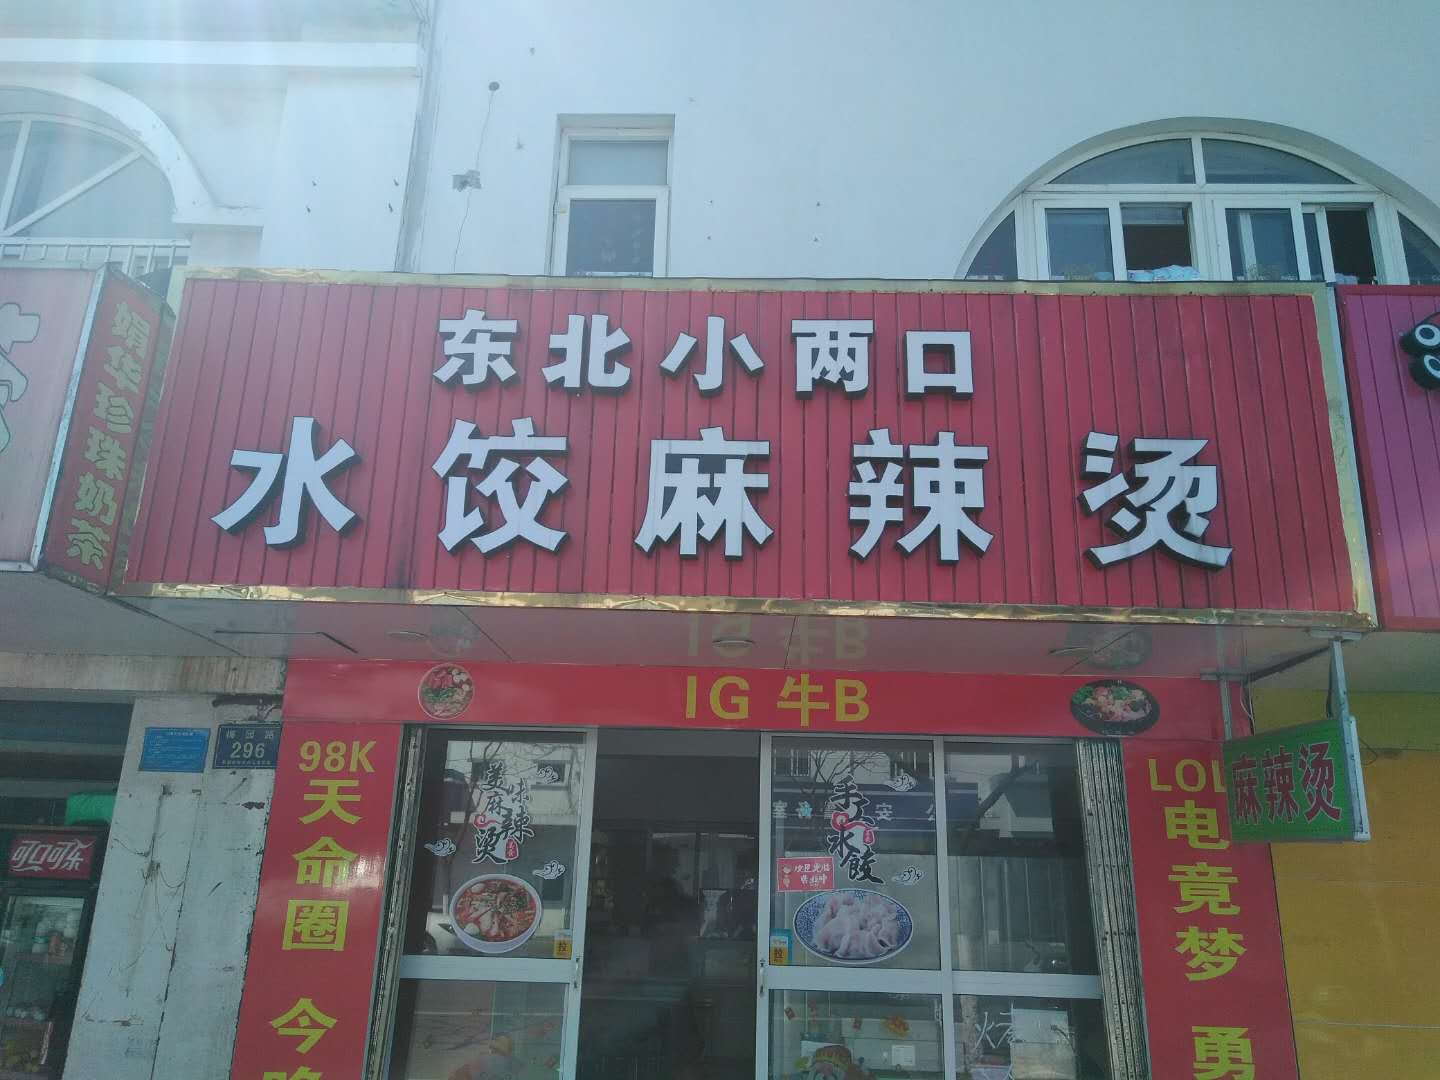 东北小两口
水饺麻辣烫
娟华珍珠奶茶
IG 牛B
98K
天命圈 今晚
LOL
电竞梦 勇
麻辣烫
美味
麻辣烫
手工水饺
296
可口可乐
拉
拉